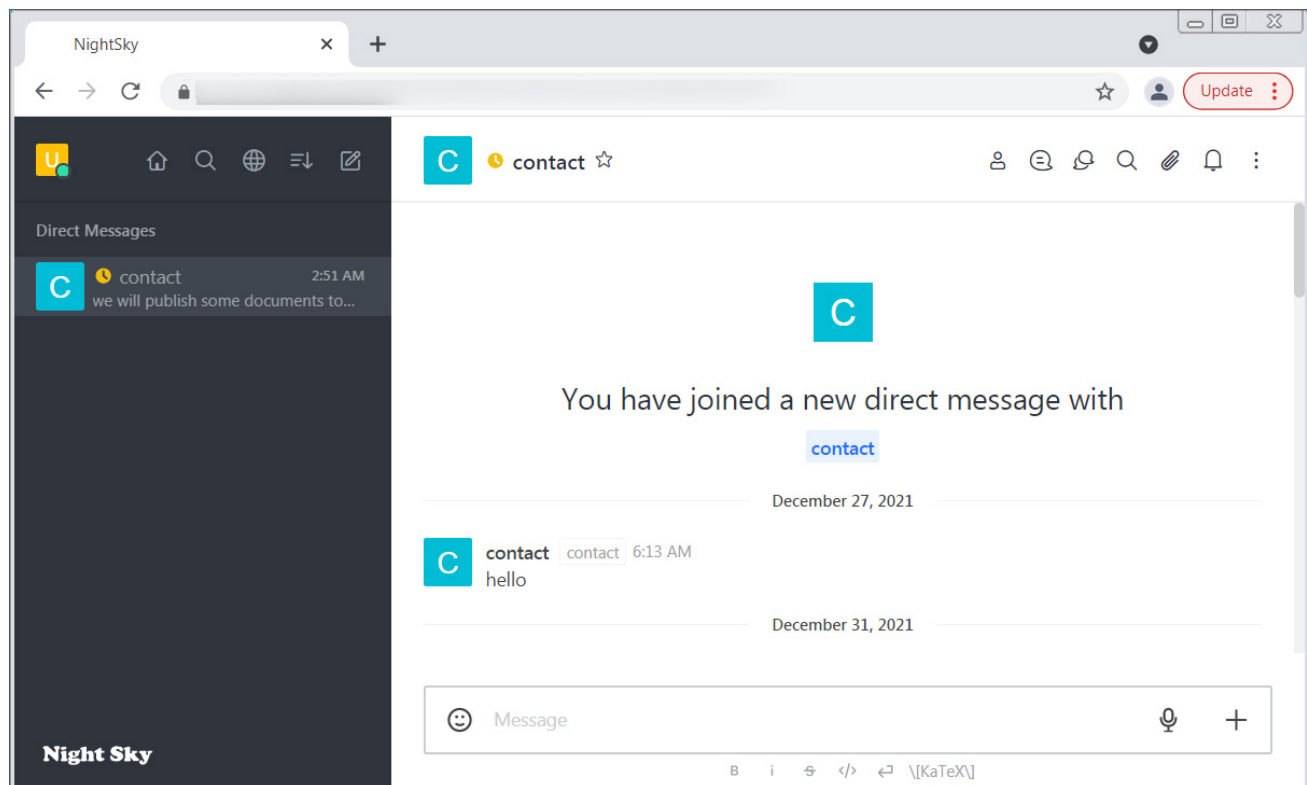 NightSky
Update
U
C contact
Direct Messages
C contact 2:51 AM
we will publish some documents to...
C
You have joined a new direct message with
contact
December 27, 2021
C contact contact 6:13 AM
hello
December 31, 2021
Message
Night Sky
B i S </> \[KaTeX\]